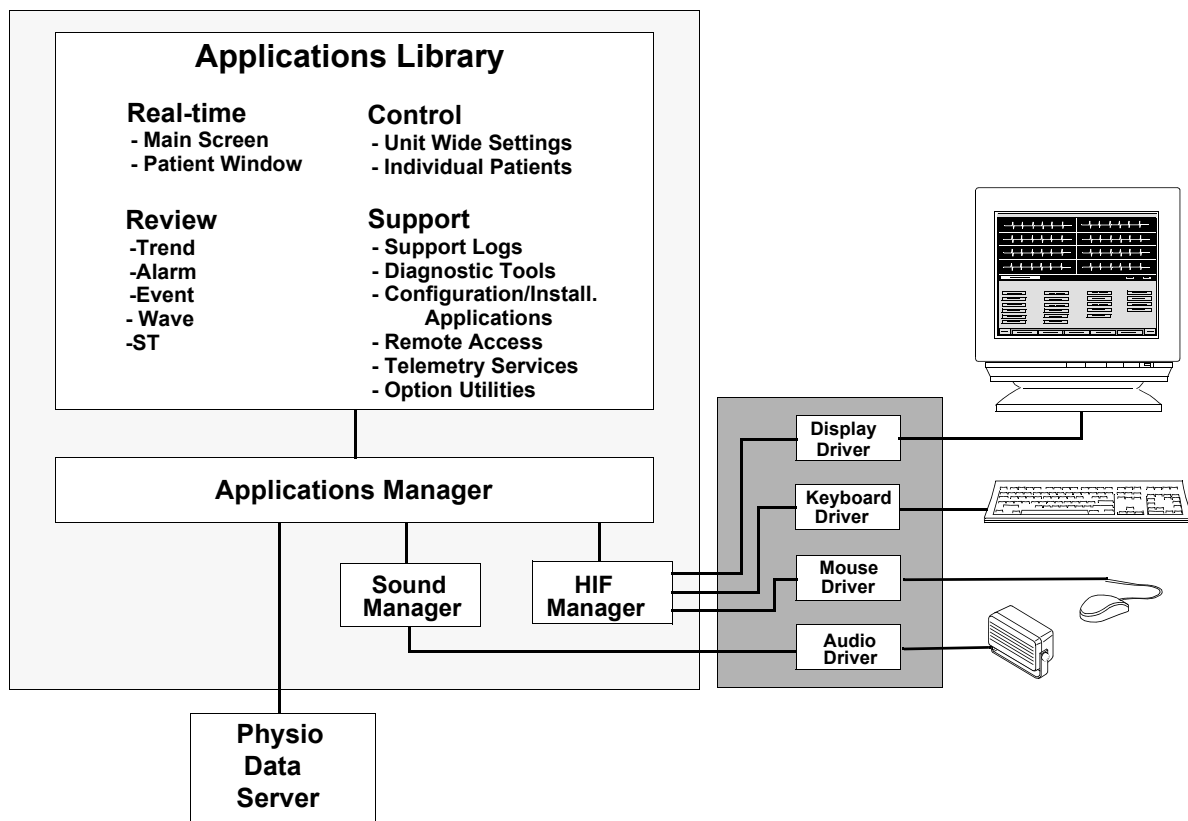 Applications Library
Real-time
- Main Screen
- Patient Window
Control
- Unit Wide Settings
- Individual Patients
Review
-Trend
-Alarm
-Event
- Wave
-ST
Support
- Support Logs
- Diagnostic Tools
- Configuration/Install.
Applications
- Remote Access
- Telemetry Services
- Option Utilities
Applications Manager
Sound
Manager
HIF
Manager
Display
Driver
Keyboard
Driver
Mouse
Driver
Audio
Driver
Physio
Data
Server